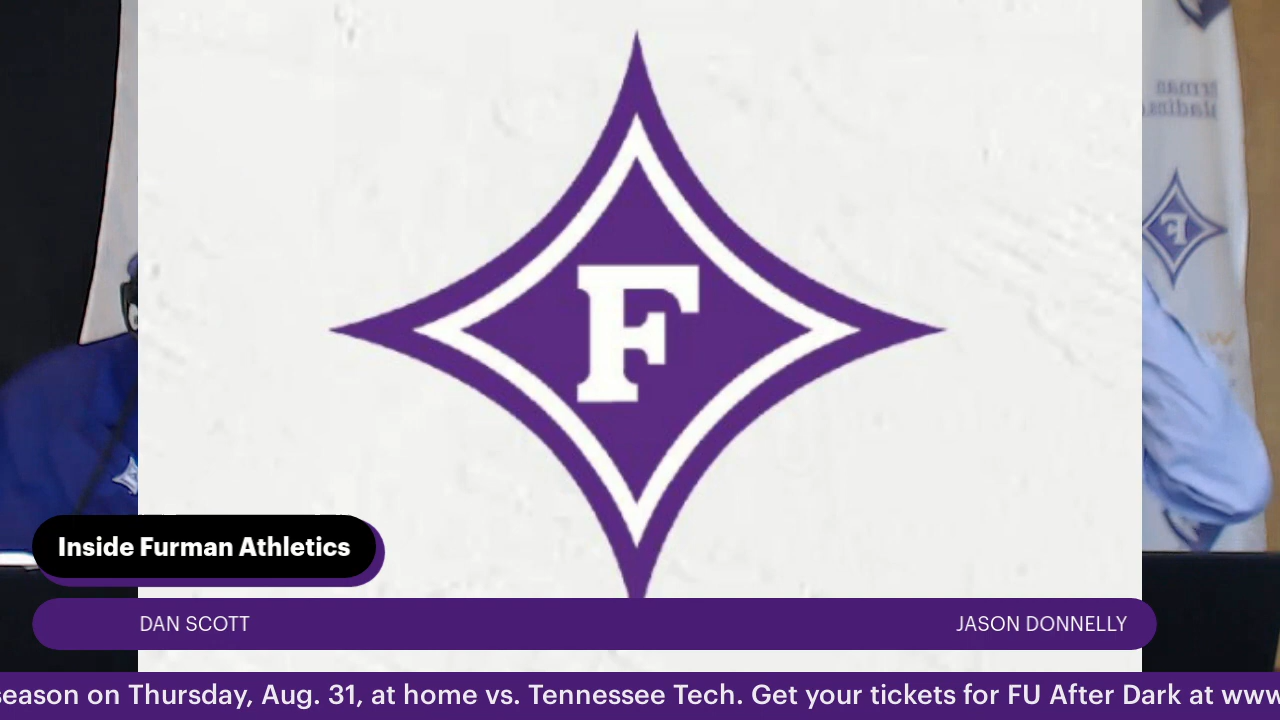 F
Inside Furman Athletics
DAN SCOTT
JASON DONNELLY
season on Thursday, Aug. 31, at home vs. Tennessee Tech. Get your tickets for FU After Dark at www